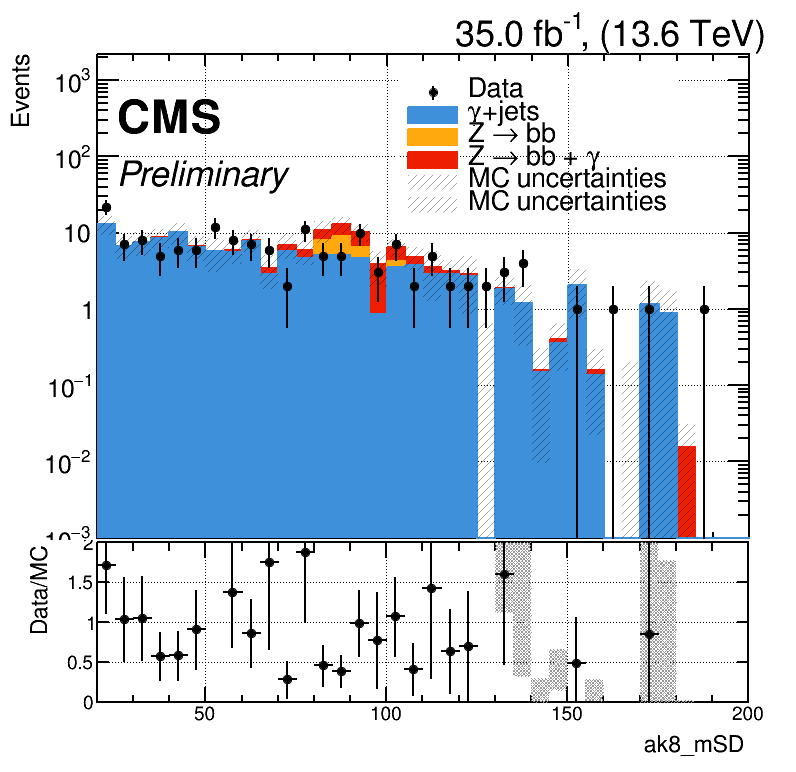 35.0 fb⁻¹, (13.6 TeV)
Events
10³
10²
10
1
10⁻¹
10⁻²
10⁻³
CMS
Preliminary
Data
γ+jets
Z → bb
Z → bb + γ
MC uncertainties
MC uncertainties
Data/MC
2
1.5
1
0.5
0
50 100 150 200
ak8_mSD